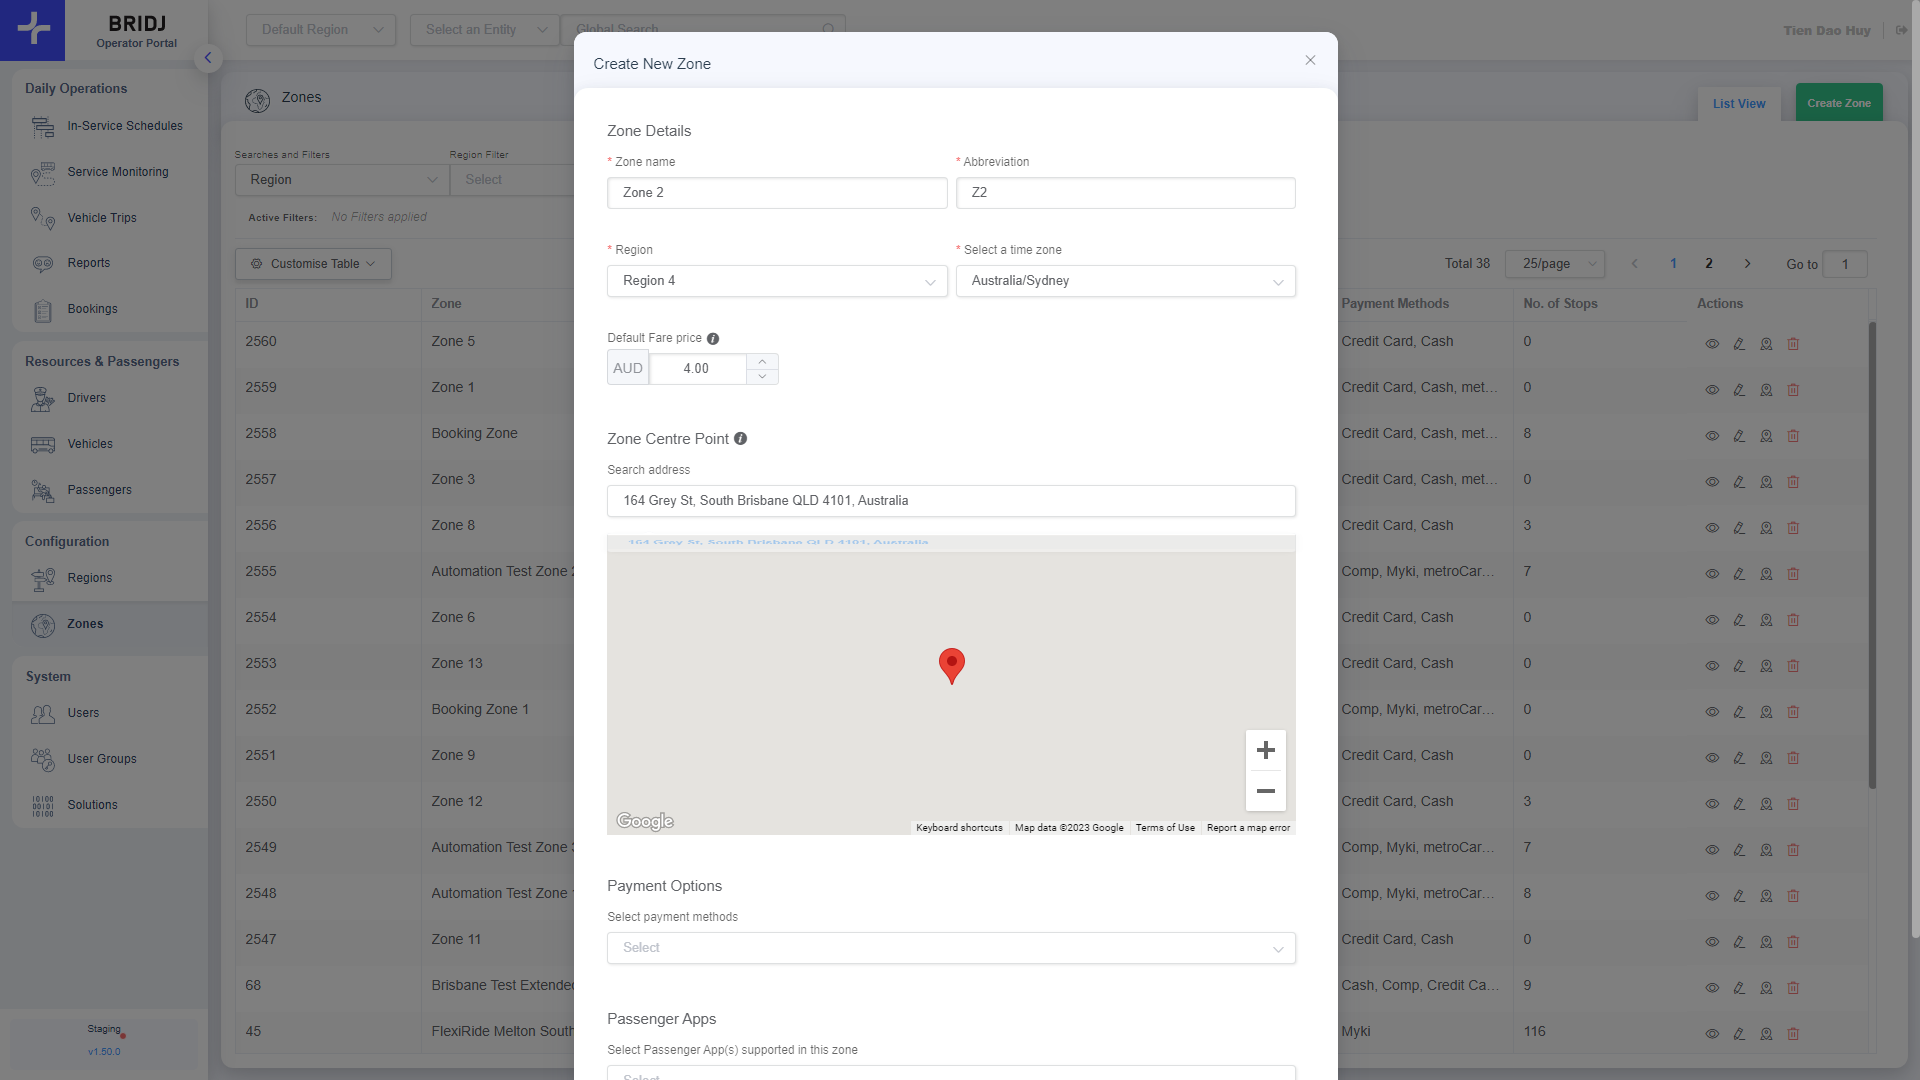 BRIDJ
Operator Portal
Default Region
Select an Entity
Global Search
Tien Dao Huy
Daily Operations
In-Service Schedules
Service Monitoring
Vehicle Trips
Reports
Bookings
Resources & Passengers
Drivers
Vehicles
Passengers
Configuration
Regions
Zones
System
Users
User Groups
Solutions
Staging
v1.50.0
Zones
List View
Create Zone
Searches and Filters
Region Filter
Region
Select
Active Filters: No Filters applied
Customise Table
Total 38
25/page
1
2
Go to
1
ID Zone Payment Methods No. of Stops Actions
2560 Zone 5 Credit Card, Cash 0
2559 Zone 1 Credit Card, Cash, met... 0
2558 Booking Zone Credit Card, Cash, met... 8
2557 Zone 3 Credit Card, Cash, met... 0
2556 Zone 8 Credit Card, Cash 3
2555 Automation Test Zone 2 Comp, Myki, metroCar... 7
2554 Zone 6 Credit Card, Cash 0
2553 Zone 13 Credit Card, Cash 0
2552 Booking Zone 1 Comp, Myki, metroCar... 0
2551 Zone 9 Credit Card, Cash 0
2550 Zone 12 Credit Card, Cash 3
2549 Automation Test Zone Comp, Myki, metroCar... 7
2548 Automation Test Zone Comp, Myki, metroCar... 8
2547 Zone 11 Credit Card, Cash 0
68 Brisbane Test Extended Cash, Comp, Credit Ca... 9
45 FlexiRide Melton South Myki 116
Create New Zone
Zone Details
* Zone name
* Abbreviation
Zone 2
Z2
* Region
* Select a time zone
Region 4
Australia/Sydney
Default Fare price
AUD
4.00
Zone Centre Point
Search address
164 Grey St, South Brisbane QLD 4101, Australia
164 Grey St, South Brisbane QLD 4101, Australia
Google
Keyboard shortcuts
Map data ©2023 Google
Terms of Use
Report a map error
Payment Options
Select payment methods
Select
Passenger Apps
Select Passenger App(s) supported in this zone
Select